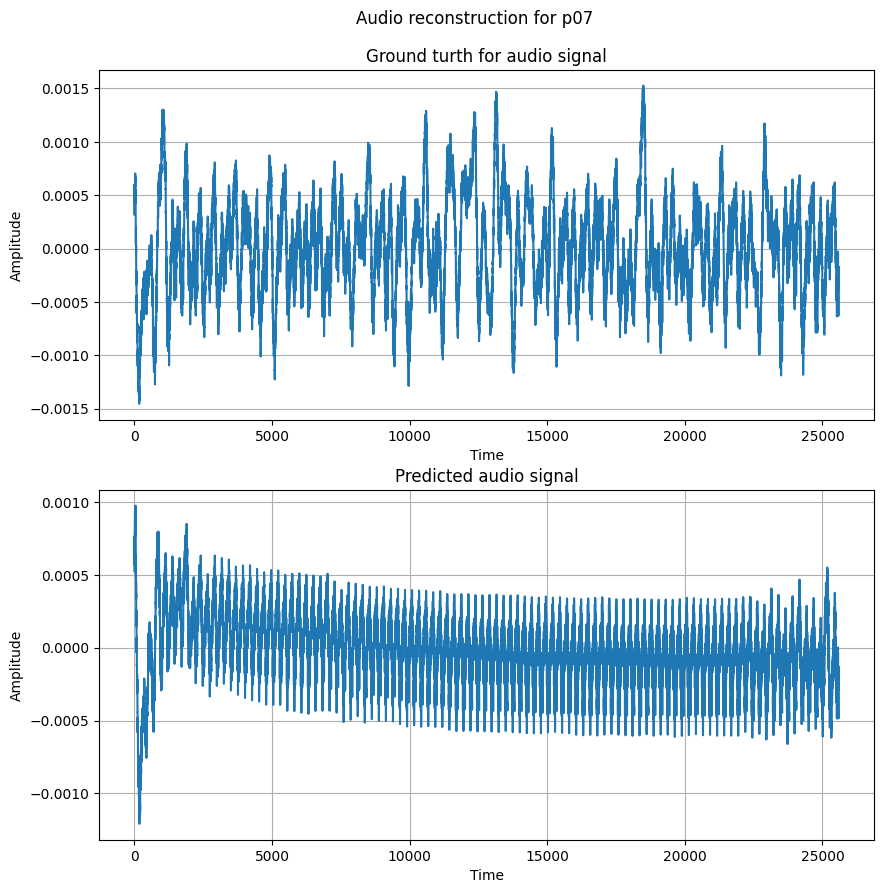 Audio reconstruction for p07
Ground turth for audio signal
0.0015
0.0010
0.0005
0.0000
−0.0005
−0.0010
−0.0015
Amplitude
0 5000 10000 15000 20000 25000
Time
Predicted audio signal
0.0010
0.0005
0.0000
−0.0005
−0.0010
Amplitude
0 5000 10000 15000 20000 25000
Time